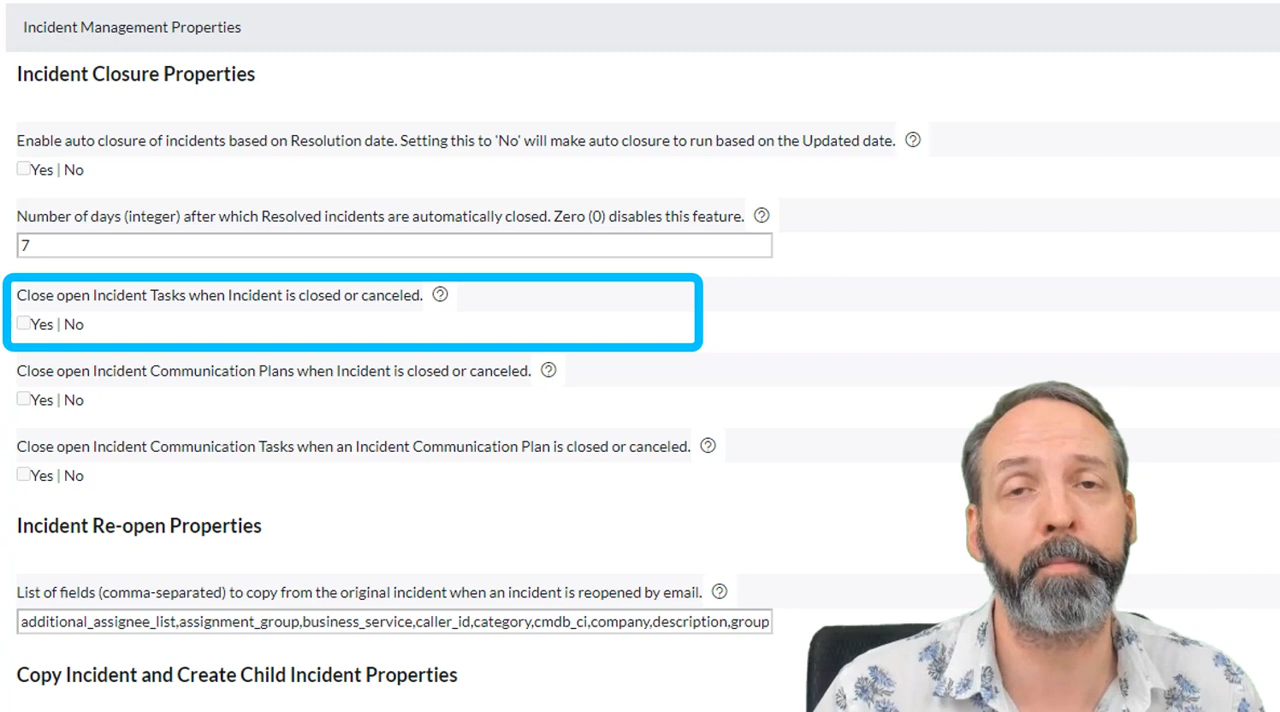 Incident Management Properties
Incident Closure Properties
Enable auto closure of incidents based on Resolution date. Setting this to 'No' will make auto closure to run based on the Updated date. ?
Yes | No
Number of days (integer) after which Resolved incidents are automatically closed. Zero (0) disables this feature. ?
7
Close open Incident Tasks when Incident is closed or canceled. ?
Yes | No
Close open Incident Communication Plans when Incident is closed or canceled. ?
Yes | No
Close open Incident Communication Tasks when an Incident Communication Plan is closed or canceled. ?
Yes | No
Incident Re-open Properties
List of fields (comma-separated) to copy from the original incident when an incident is reopened by email. ?
additional_assignee_list,assignment_group,business_service,caller_id,category,cmdb_ci,company,description,group
Copy Incident and Create Child Incident Properties